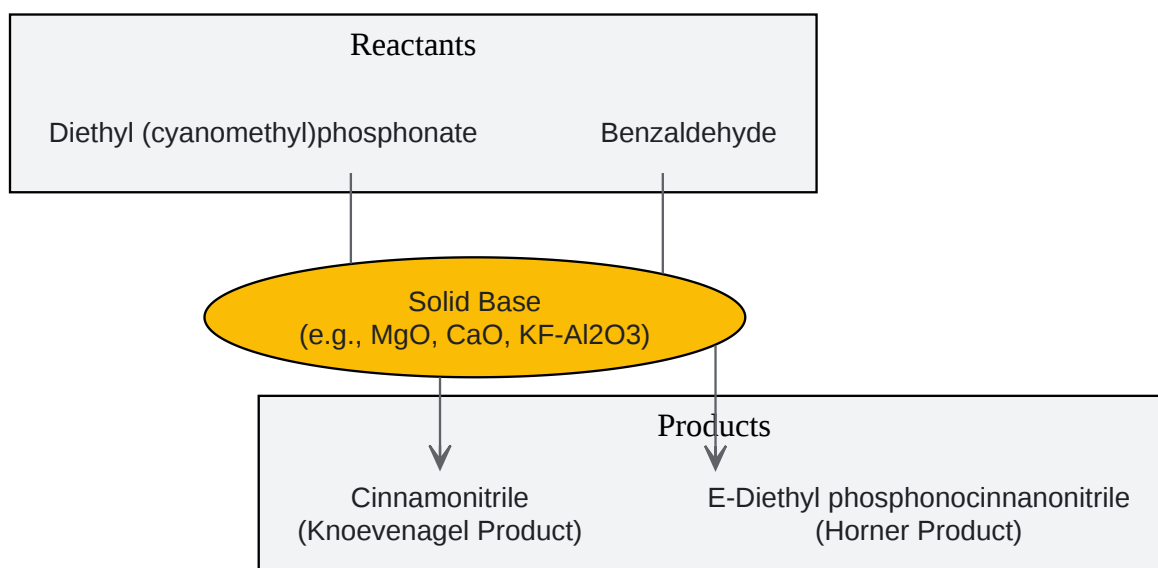 Reactants
Diethyl (cyanomethyl)phosphonate
Benzaldehyde
Solid Base
(e.g., MgO, CaO, KF-Al2O3)
Products
Cinnamonitrile
(Knoevenagel Product)
E-Diethyl phosphonocinnanonitrile
(Horner Product)